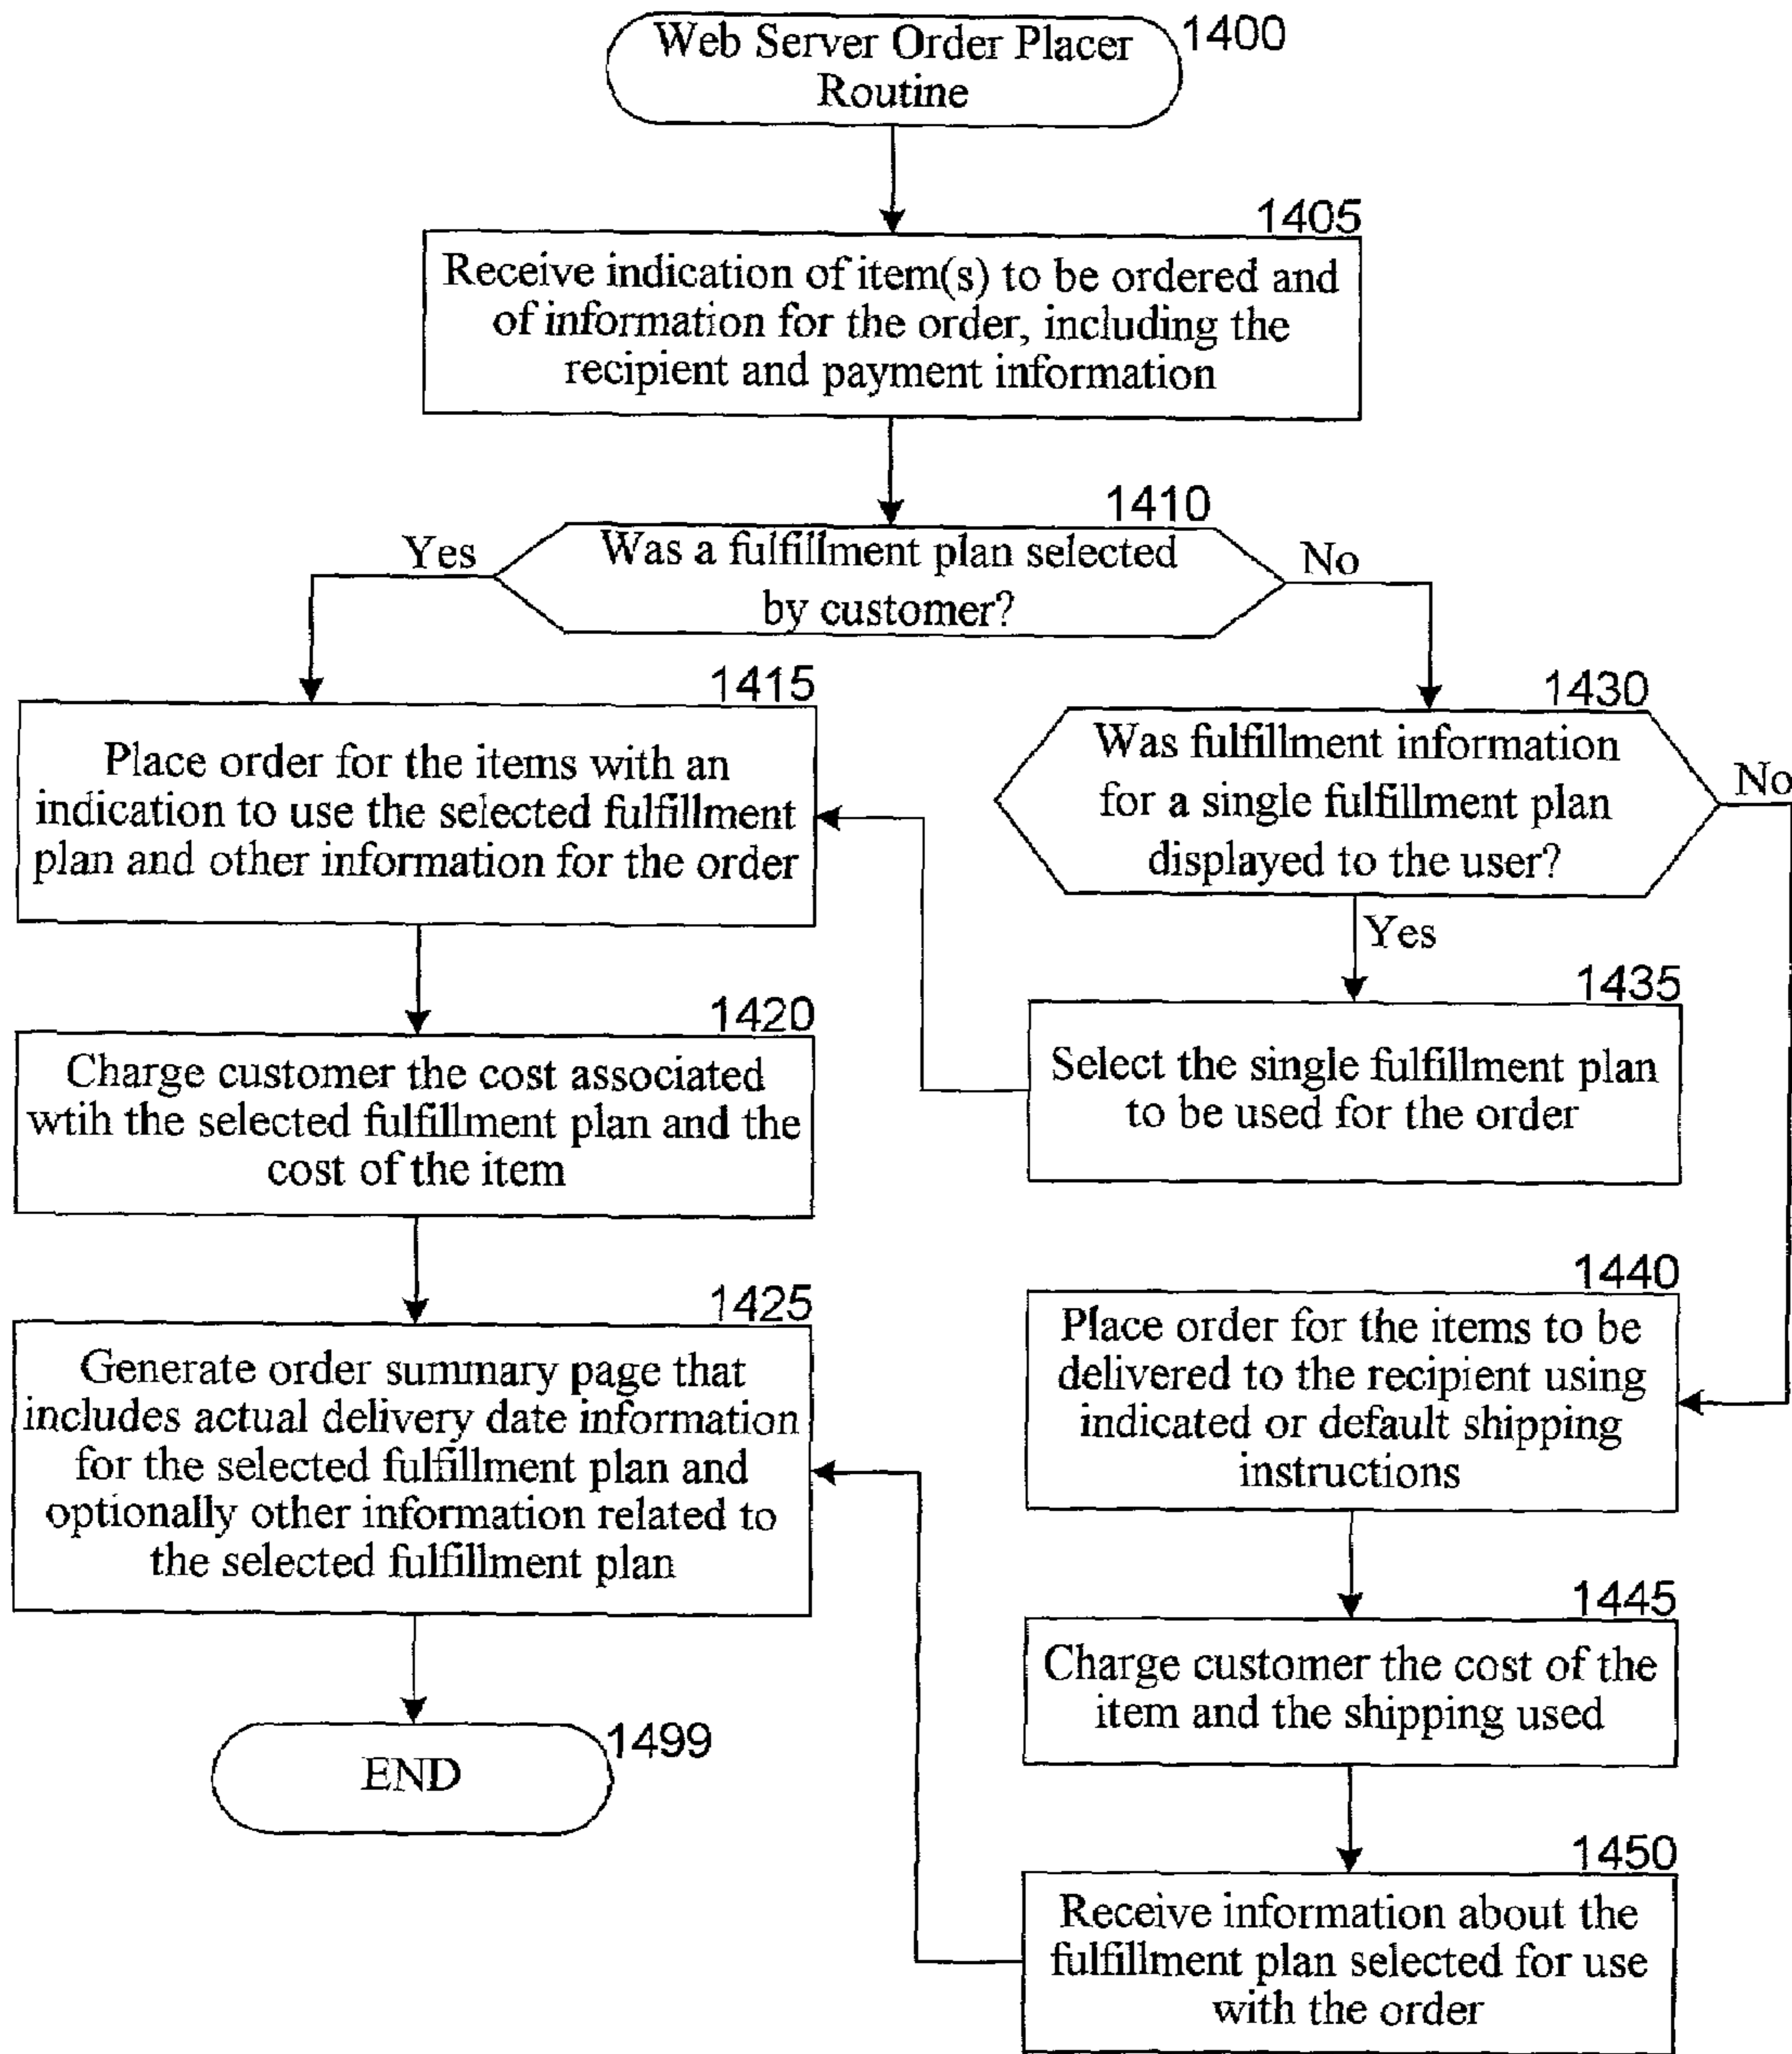 Web Server Order Placer
Routine
1400
1405
Receive indication of item(s) to be ordered and
of information for the order, including the
recipient and payment information
1410
Was a fulfillment plan selected
by customer?
Yes
No
1415
Place order for the items with an
indication to use the selected fulfillment
plan and other information for the order
1430
Was fulfillment information
for a single fulfillment plan
displayed to the user?
No
Yes
1435
Select the single fulfillment plan
to be used for the order
1420
Charge customer the cost associated
wtih the selected fulfillment plan and the
cost of the item
1425
Generate order summary page that
includes actual delivery date information
for the selected fulfillment plan and
optionally other information related to
the selected fulfillment plan
1440
Place order for the items to be
delivered to the recipient using
indicated or default shipping
instructions
1445
Charge customer the cost of the
item and the shipping used
1499
END
1450
Receive information about the
fulfillment plan selected for use
with the order